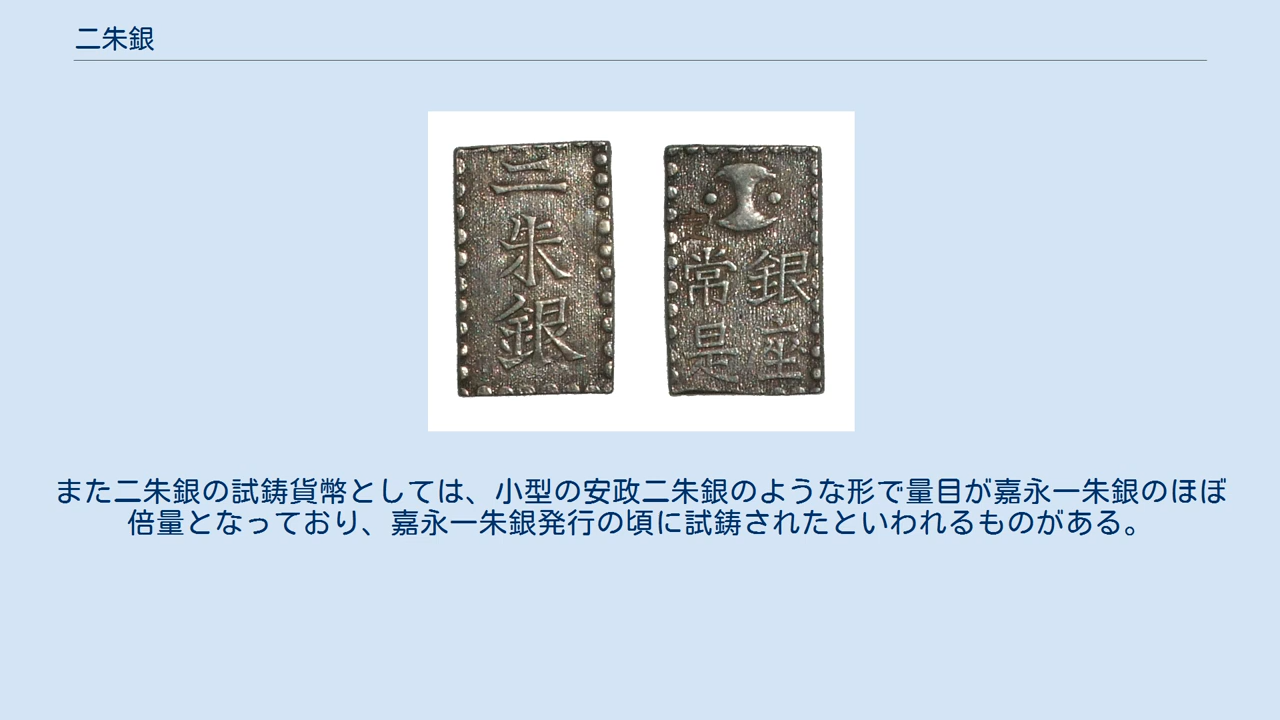 二朱銀
二
朱
銀
常銀
是座
また二朱銀の試鋳貨幣としては、小型の安政二朱銀のような形で量目が嘉永一朱銀のほぼ
倍量となっており、嘉永一朱銀発行の頃に試鋳されたといわれるものがある。